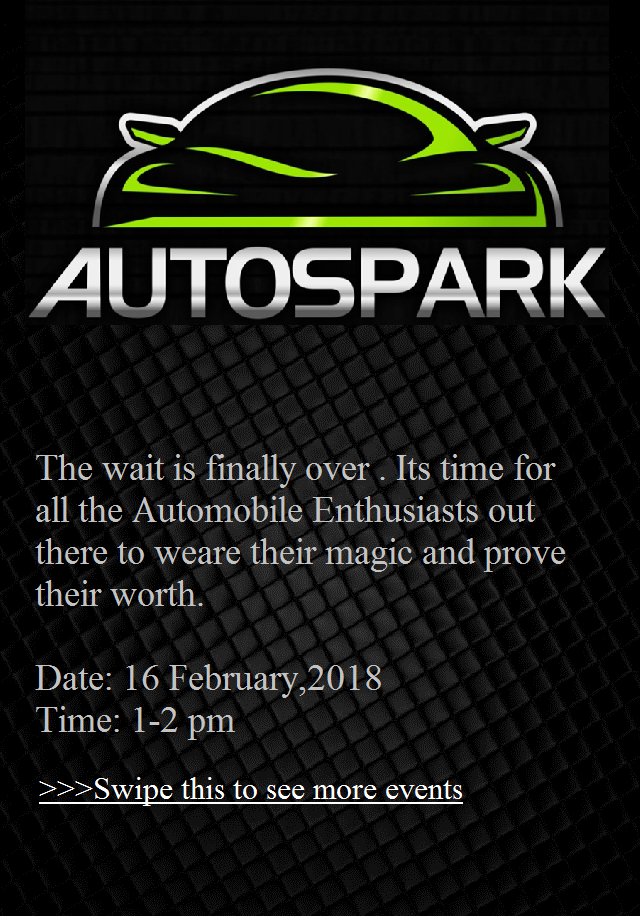 AUTOSPARK
The wait is finally over . Its time for
all the Automobile Enthusiasts out
there to weare their magic and prove
their worth.
Date: 16 February,2018
Time: 1-2 pm
>>>Swipe this to see more events